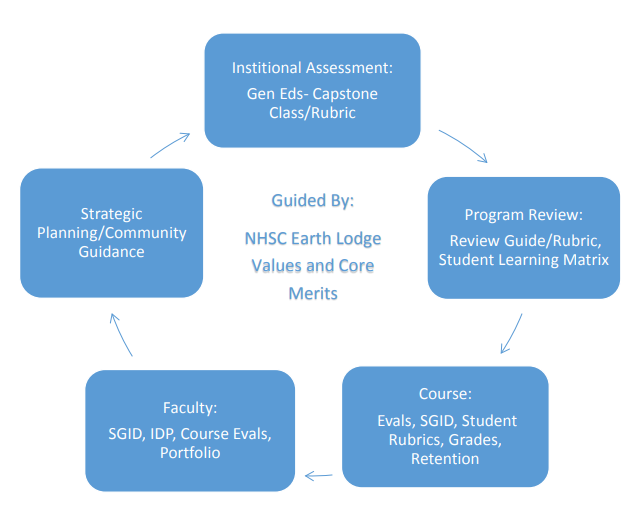 Institional Assessment:
Gen Eds- Capstone
Class/Rubric
Strategic
Planning/Community
Guidance
Guided By:
NHSC Earth Lodge
Values and Core
Merits
Program Review:
Review Guide/Rubric,
Student Learning Matrix
Faculty:
SGID, IDP, Course Evals,
Portfolio
Course:
Evals, SGID, Student
Rubrics, Grades,
Retention